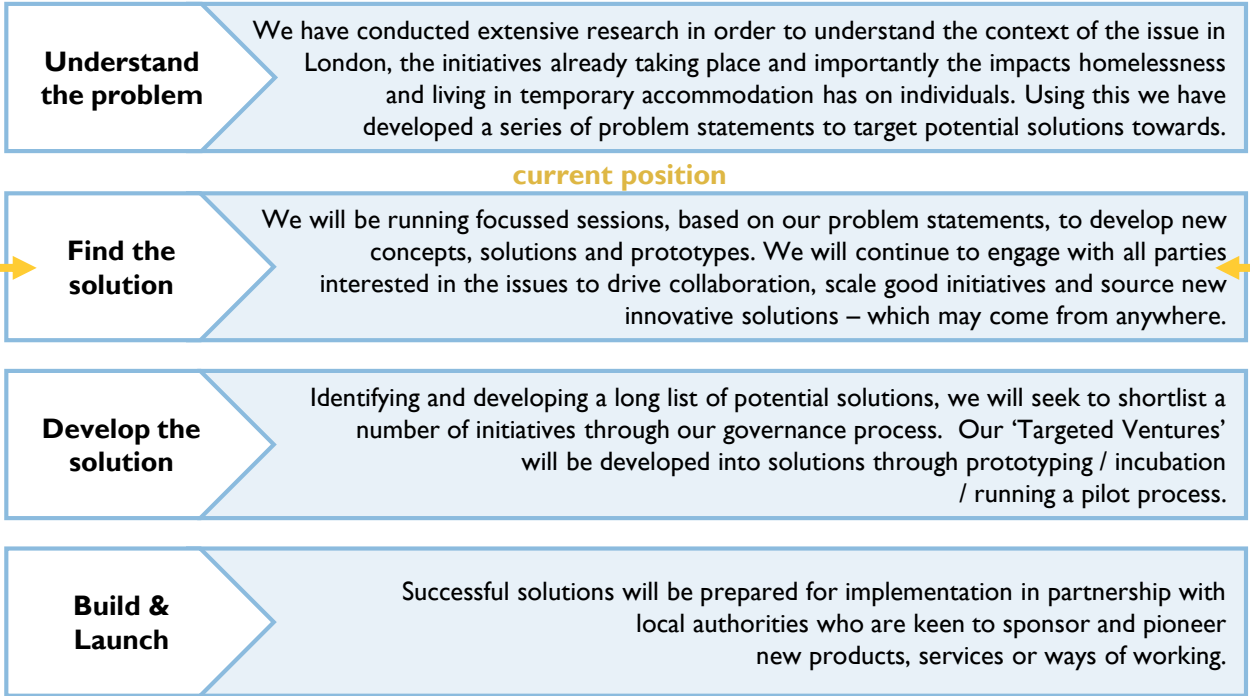 Understand
the problem
We have conducted extensive research in order to understand the context of the issue in
London, the initiatives already taking place and importantly the impacts homelessness
and living in temporary accommodation has on individuals. Using this we have
developed a series of problem statements to target potential solutions towards.
current position
Find the
solution
We will be running focussed sessions, based on our problem statements, to develop new
concepts, solutions and prototypes. We will continue to engage with all parties
interested in the issues to drive collaboration, scale good initiatives and source new
innovative solutions – which may come from anywhere.
Develop the
solution
Identifying and developing a long list of potential solutions, we will seek to shortlist a
number of initiatives through our governance process.  Our ‘Targeted Ventures’
will be developed into solutions through prototyping / incubation
/ running a pilot process.
Build &
Launch
Successful solutions will be prepared for implementation in partnership with
local authorities who are keen to sponsor and pioneer
new products, services or ways of working.